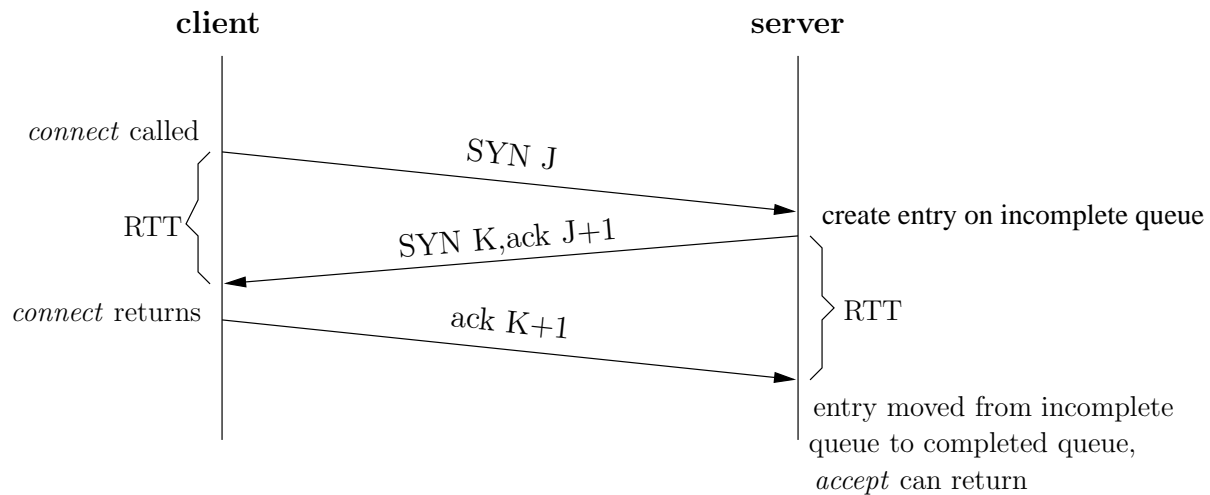 client
server
connect called
SYN J
create entry on incomplete queue
RTT
SYN K,ack J+1
connect returns
RTT
ack K+1
entry moved from incomplete
queue to completed queue,
accept can return